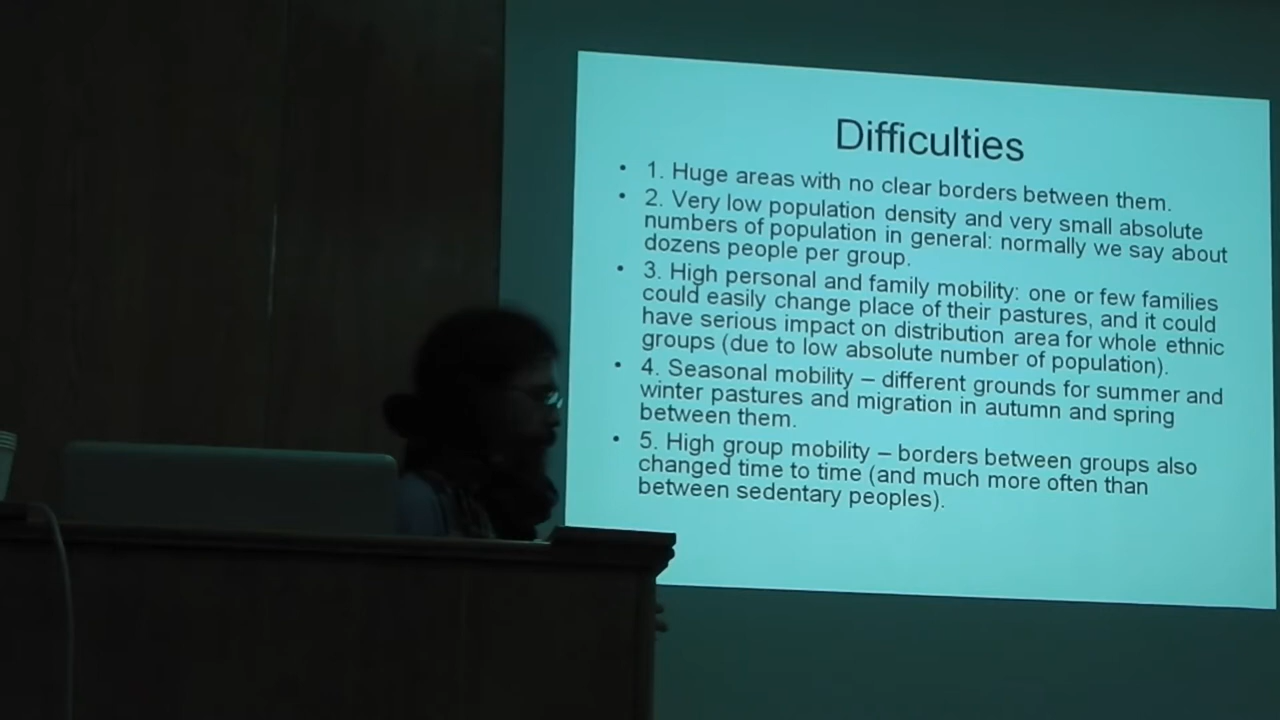 Difficulties
• 1. Huge areas with no clear borders between them.
• 2. Very low population density and very small absolute
numbers of population in general: normally we say about
dozens people per group.
• 3. High personal and family mobility: one or few families
could easily change place of their pastures, and it could
have serious impact on distribution area for whole ethnic
groups (due to low absolute number of population).
• 4. Seasonal mobility – different grounds for summer and
winter pastures and migration in autumn and spring
between them.
• 5. High group mobility – borders between groups also
changed time to time (and much more often than
between sedentary peoples).